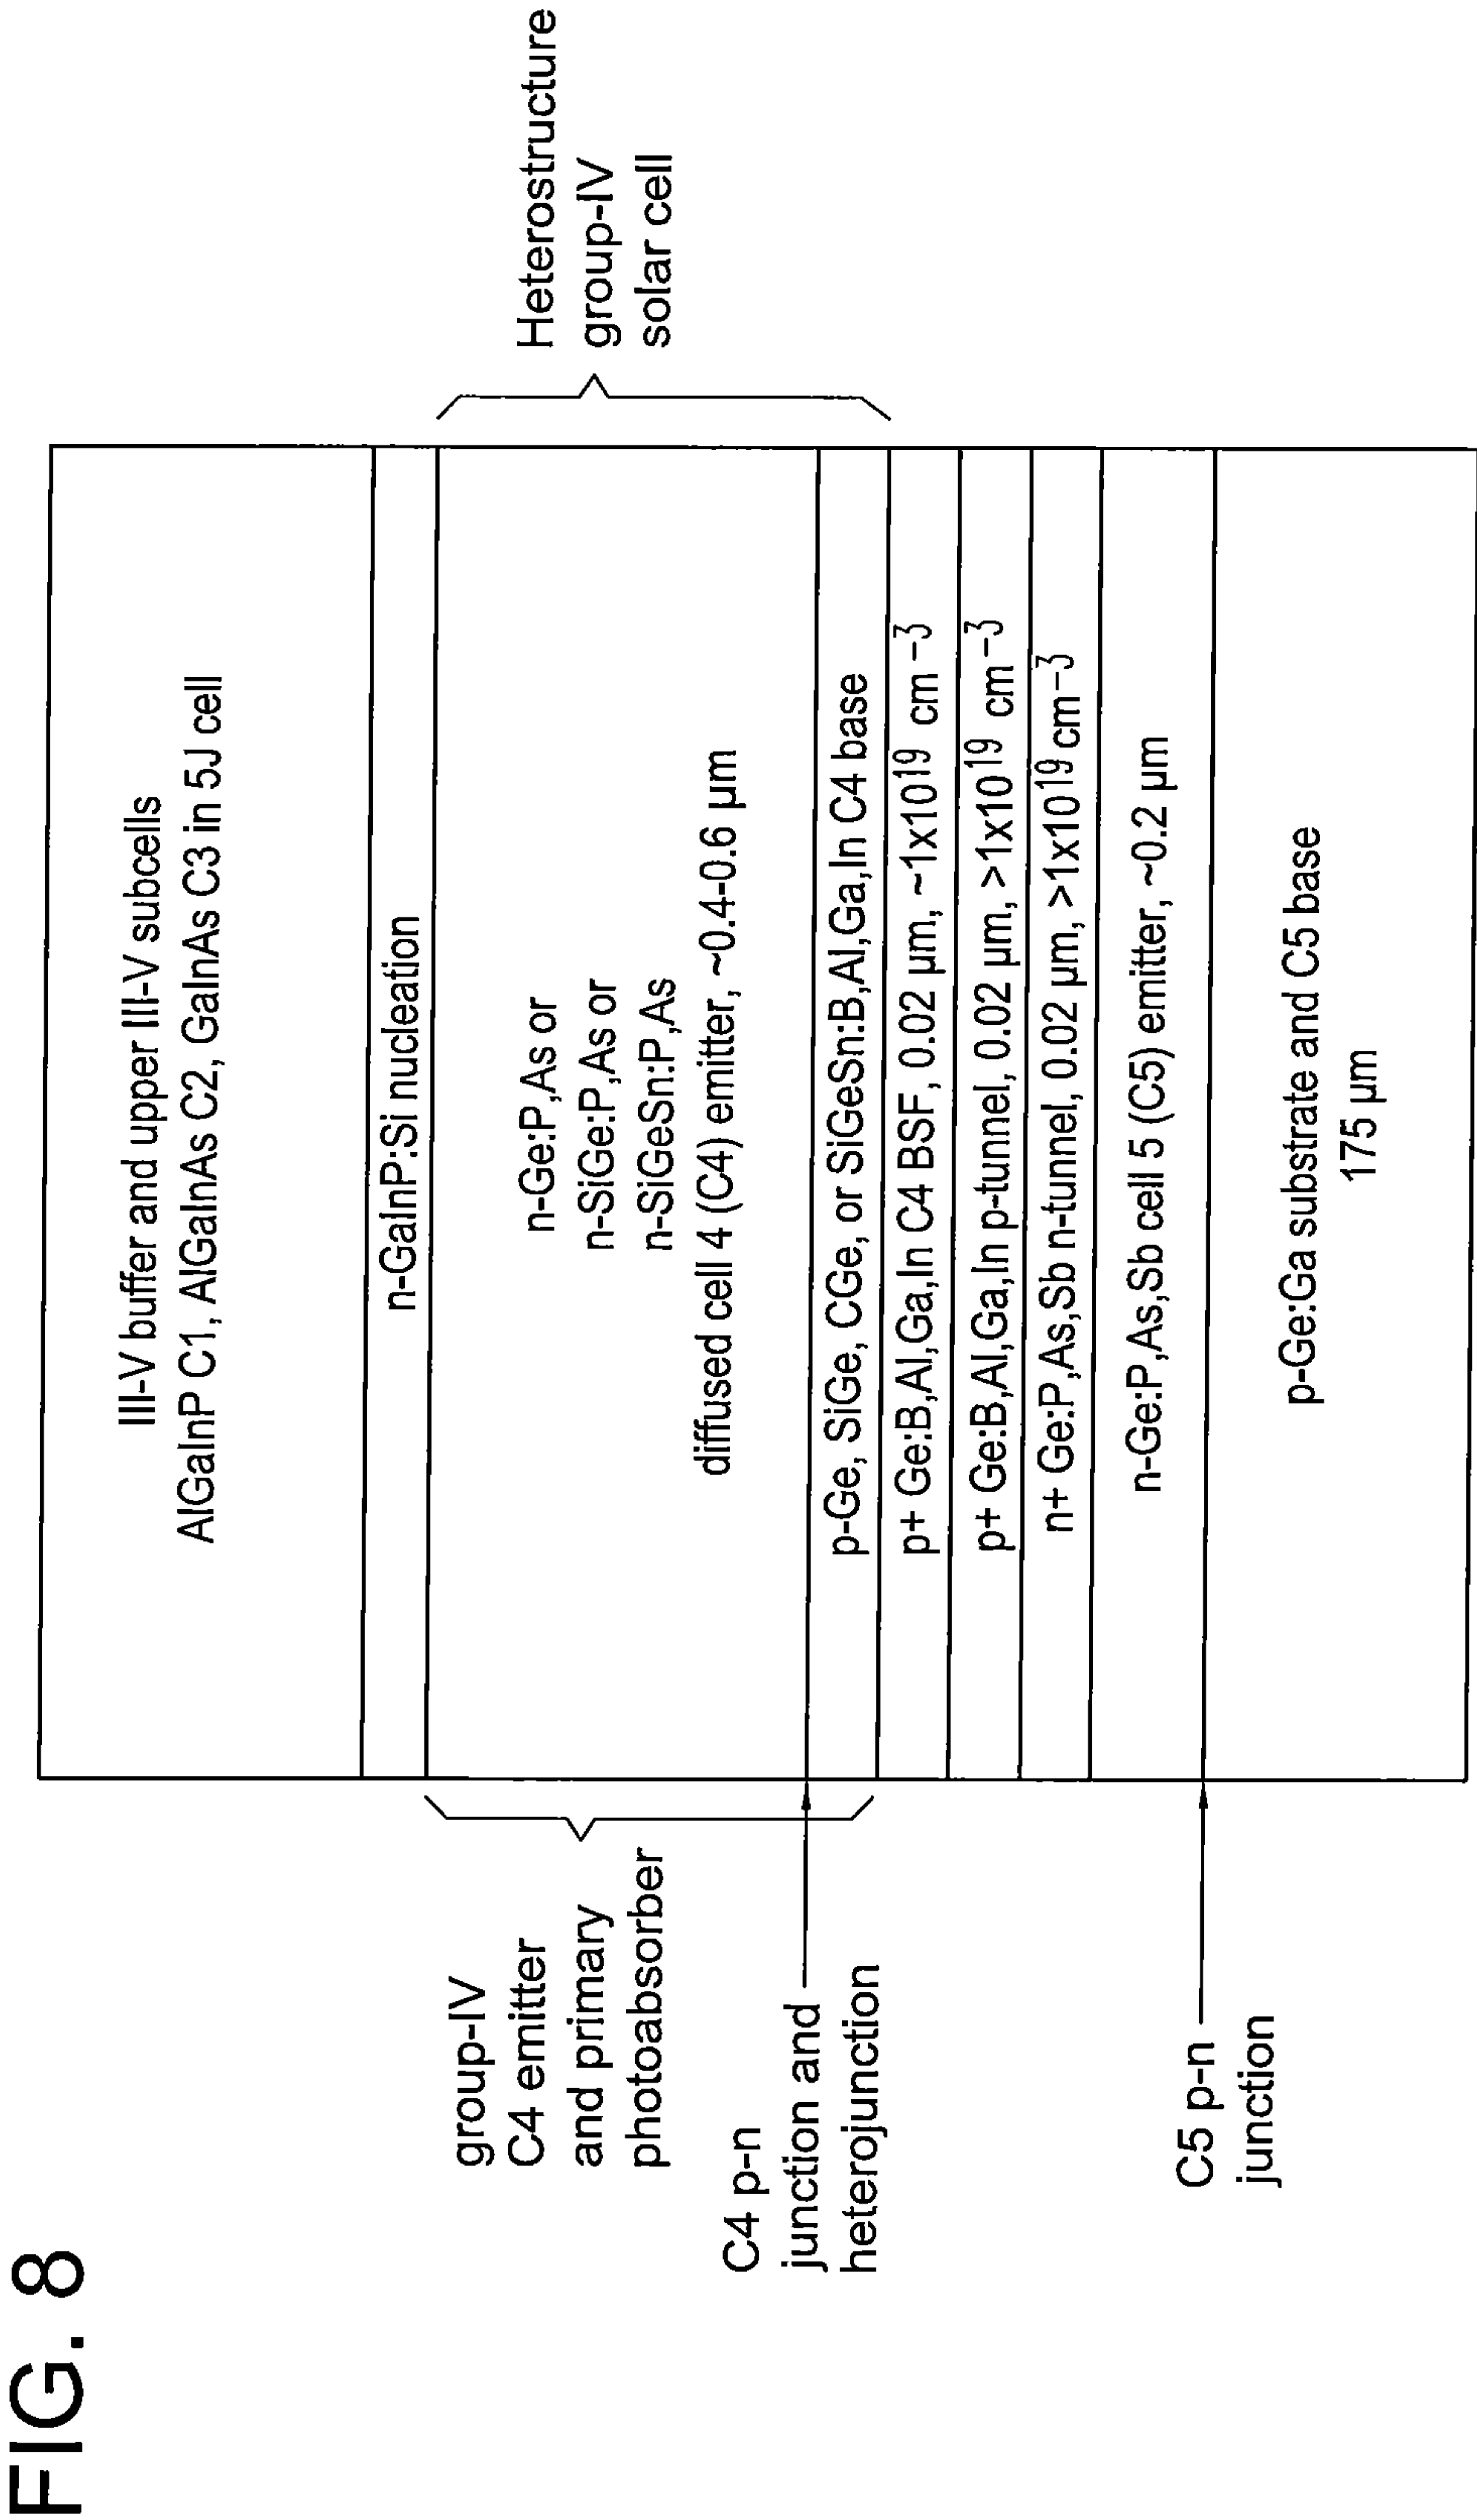 FIG. 8
III-V buffer and upper III-V subcells
AlGaInP C1, AlGaInAs C2, GaInAs C3 in 5J cell
n-GaInP:Si nucleation
n-Ge:P,As or
n-SiGe:P,As or
n-SiGeSn:P,As
diffused cell 4 (C4) emitter, ~0.4-0.6 μm
p-Ge, SiGe, CGe, or SiGeSn:B,Al,Ga,In C4 base
p+ Ge:B,Al,Ga,In C4 BSF, 0.02 μm, ~1x10¹⁹ cm⁻³
p+ Ge:B,Al,Ga,In p-tunnel, 0.02 μm, >1x10¹⁹ cm⁻³
n+ Ge:P,As,Sb n-tunnel, 0.02 μm, >1x10¹⁹ cm⁻³
n-Ge:P,As,Sb cell 5 (C5) emitter, ~0.2 μm
p-Ge:Ga substrate and C5 base
175 μm
group-IV
C4 emitter
and primary
photoabsorber
C4 p-n
junction and
heterojunction
C5 p-n
junction
Heterostructure
group-IV
solar cell